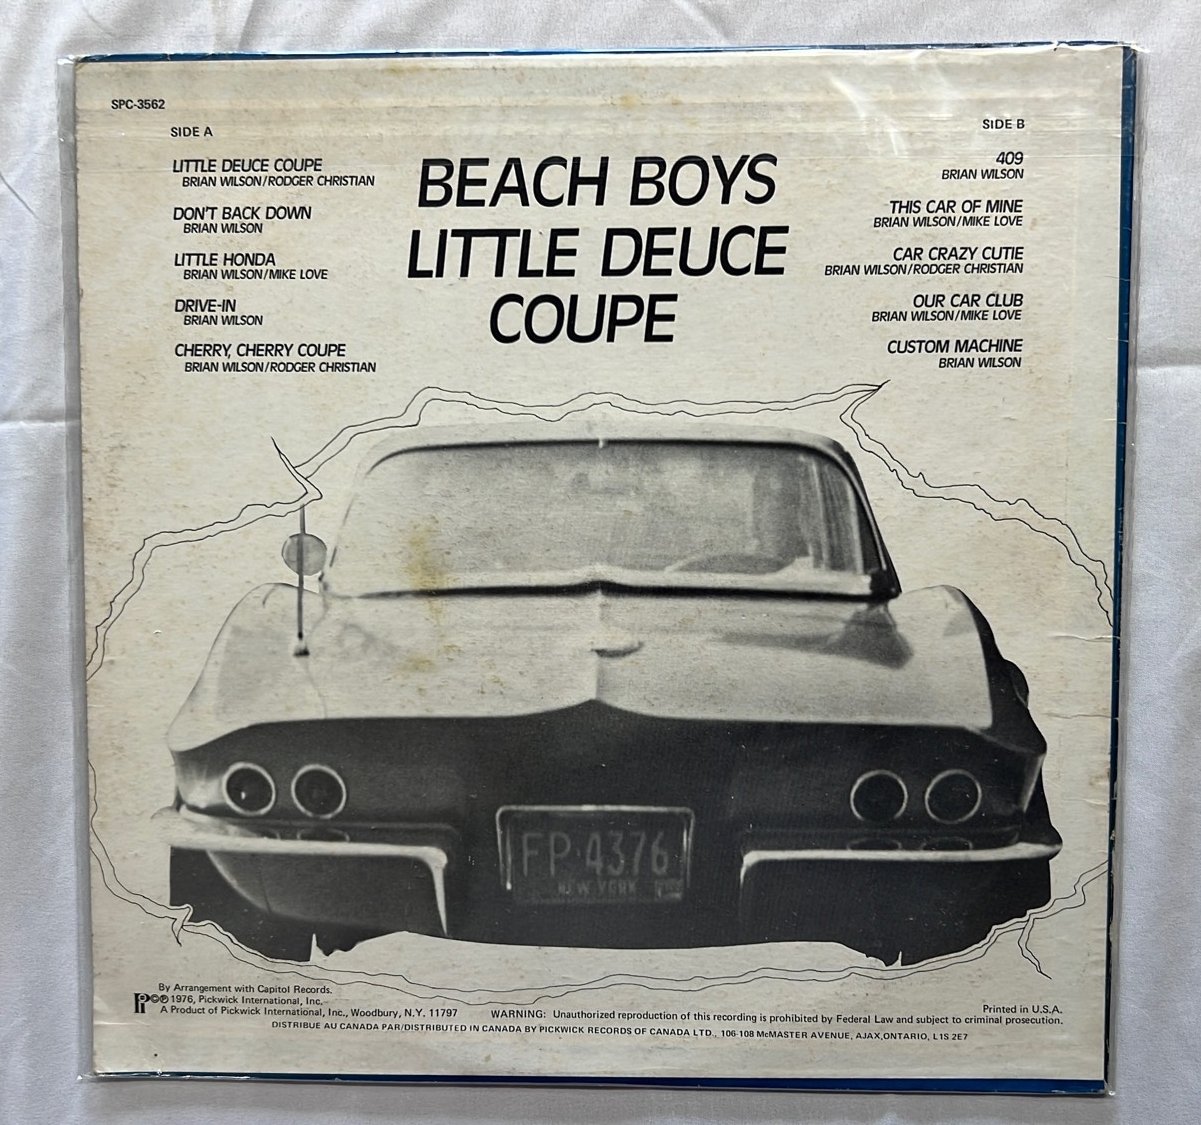 SPC-3562
SIDE A
LITTLE DEUCE COUPE
BRIAN WILSON/RODGER CHRISTIAN
DON'T BACK DOWN
BRIAN WILSON
LITTLE HONDA
BRIAN WILSON/MIKE LOVE
DRIVE-IN
BRIAN WILSON
CHERRY, CHERRY COUPE
BRIAN WILSON/RODGER CHRISTIAN
BEACH BOYS
LITTLE DEUCE
COUPE
SIDE B
409
BRIAN WILSON
THIS CAR OF MINE
BRIAN WILSON/MIKE LOVE
CAR CRAZY CUTIE
BRIAN WILSON/RODGER CHRISTIAN
OUR CAR CLUB
BRIAN WILSON/MIKE LOVE
CUSTOM MACHINE
BRIAN WILSON
FP·4376
NEW YORK
By Arrangement with Capitol Records.
©℗ 1976, Pickwick International, Inc.
A Product of Pickwick International, Inc., Woodbury, N.Y. 11797
WARNING: Unauthorized reproduction of this recording is prohibited by Federal Law and subject to criminal prosecution.
Printed in U.S.A.
DISTRIBUE AU CANADA PAR/DISTRIBUTED IN CANADA BY PICKWICK RECORDS OF CANADA LTD., 106-108 McMASTER AVENUE, AJAX,ONTARIO, L1S 2E7